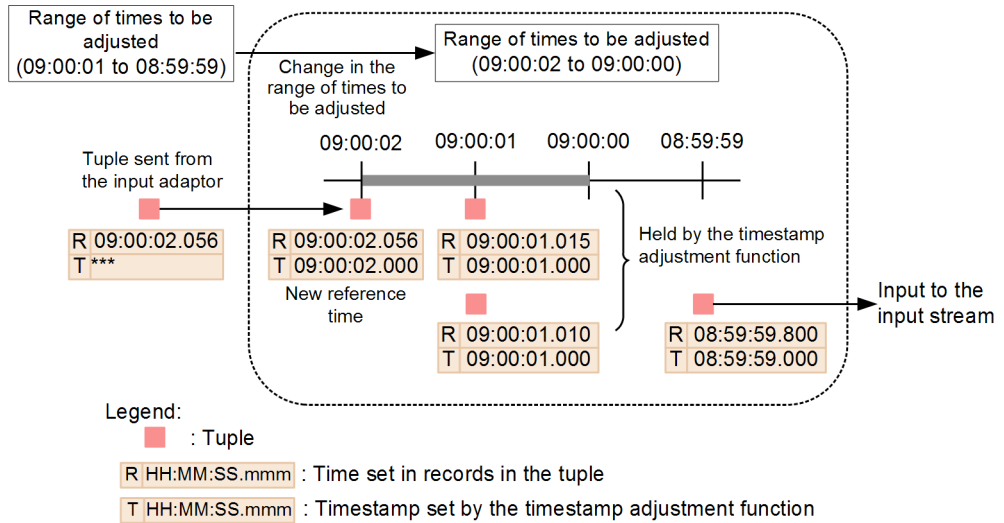 Range of times to be
adjusted
(09:00:01 to 08:59:59)
Range of times to be adjusted
(09:00:02 to 09:00:00)
Change in the
range of times to
be adjusted
09:00:02
09:00:01
09:00:00
08:59:59
Tuple sent from
the input adaptor
R 09:00:02.056
T ***
R 09:00:02.056
T 09:00:02.000
New reference
time
R 09:00:01.015
T 09:00:01.000
Held by the timestamp
adjustment function
R 09:00:01.010
T 09:00:01.000
R 08:59:59.800
T 08:59:59.000
Input to the
input stream
Legend:
: Tuple
R HH:MM:SS.mmm : Time set in records in the tuple
T HH:MM:SS.mmm : Timestamp set by the timestamp adjustment function